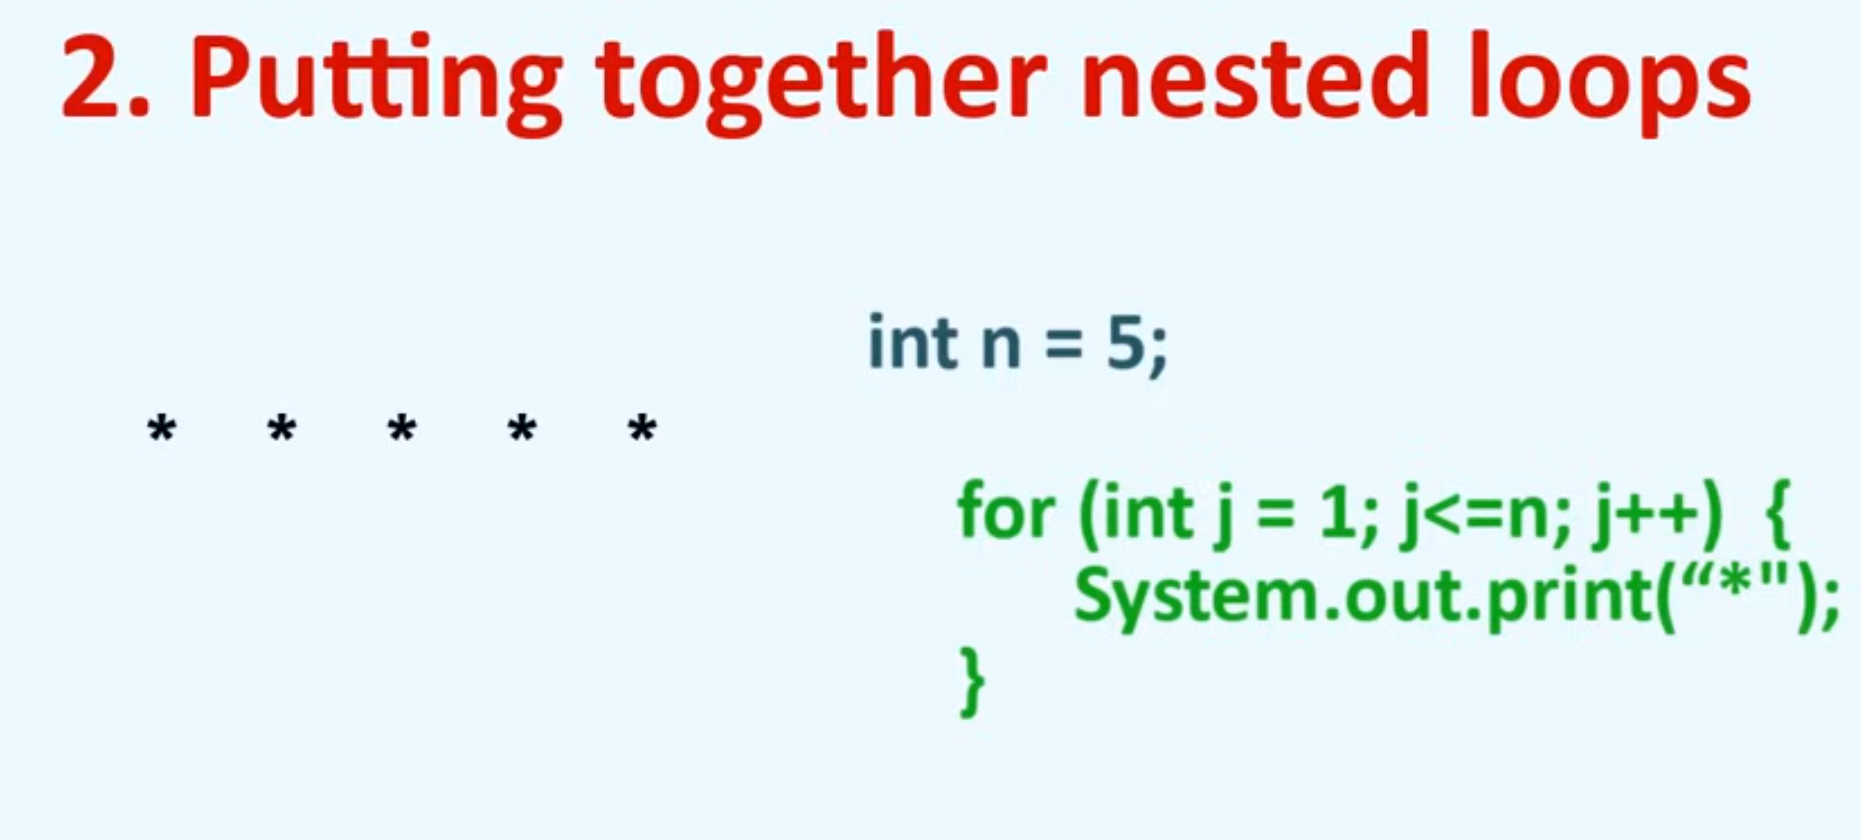 2. Putting together nested loops
int n = 5;
* * * * *
for (int j = 1; j<=n; j++) {
System.out.print(“*");
}